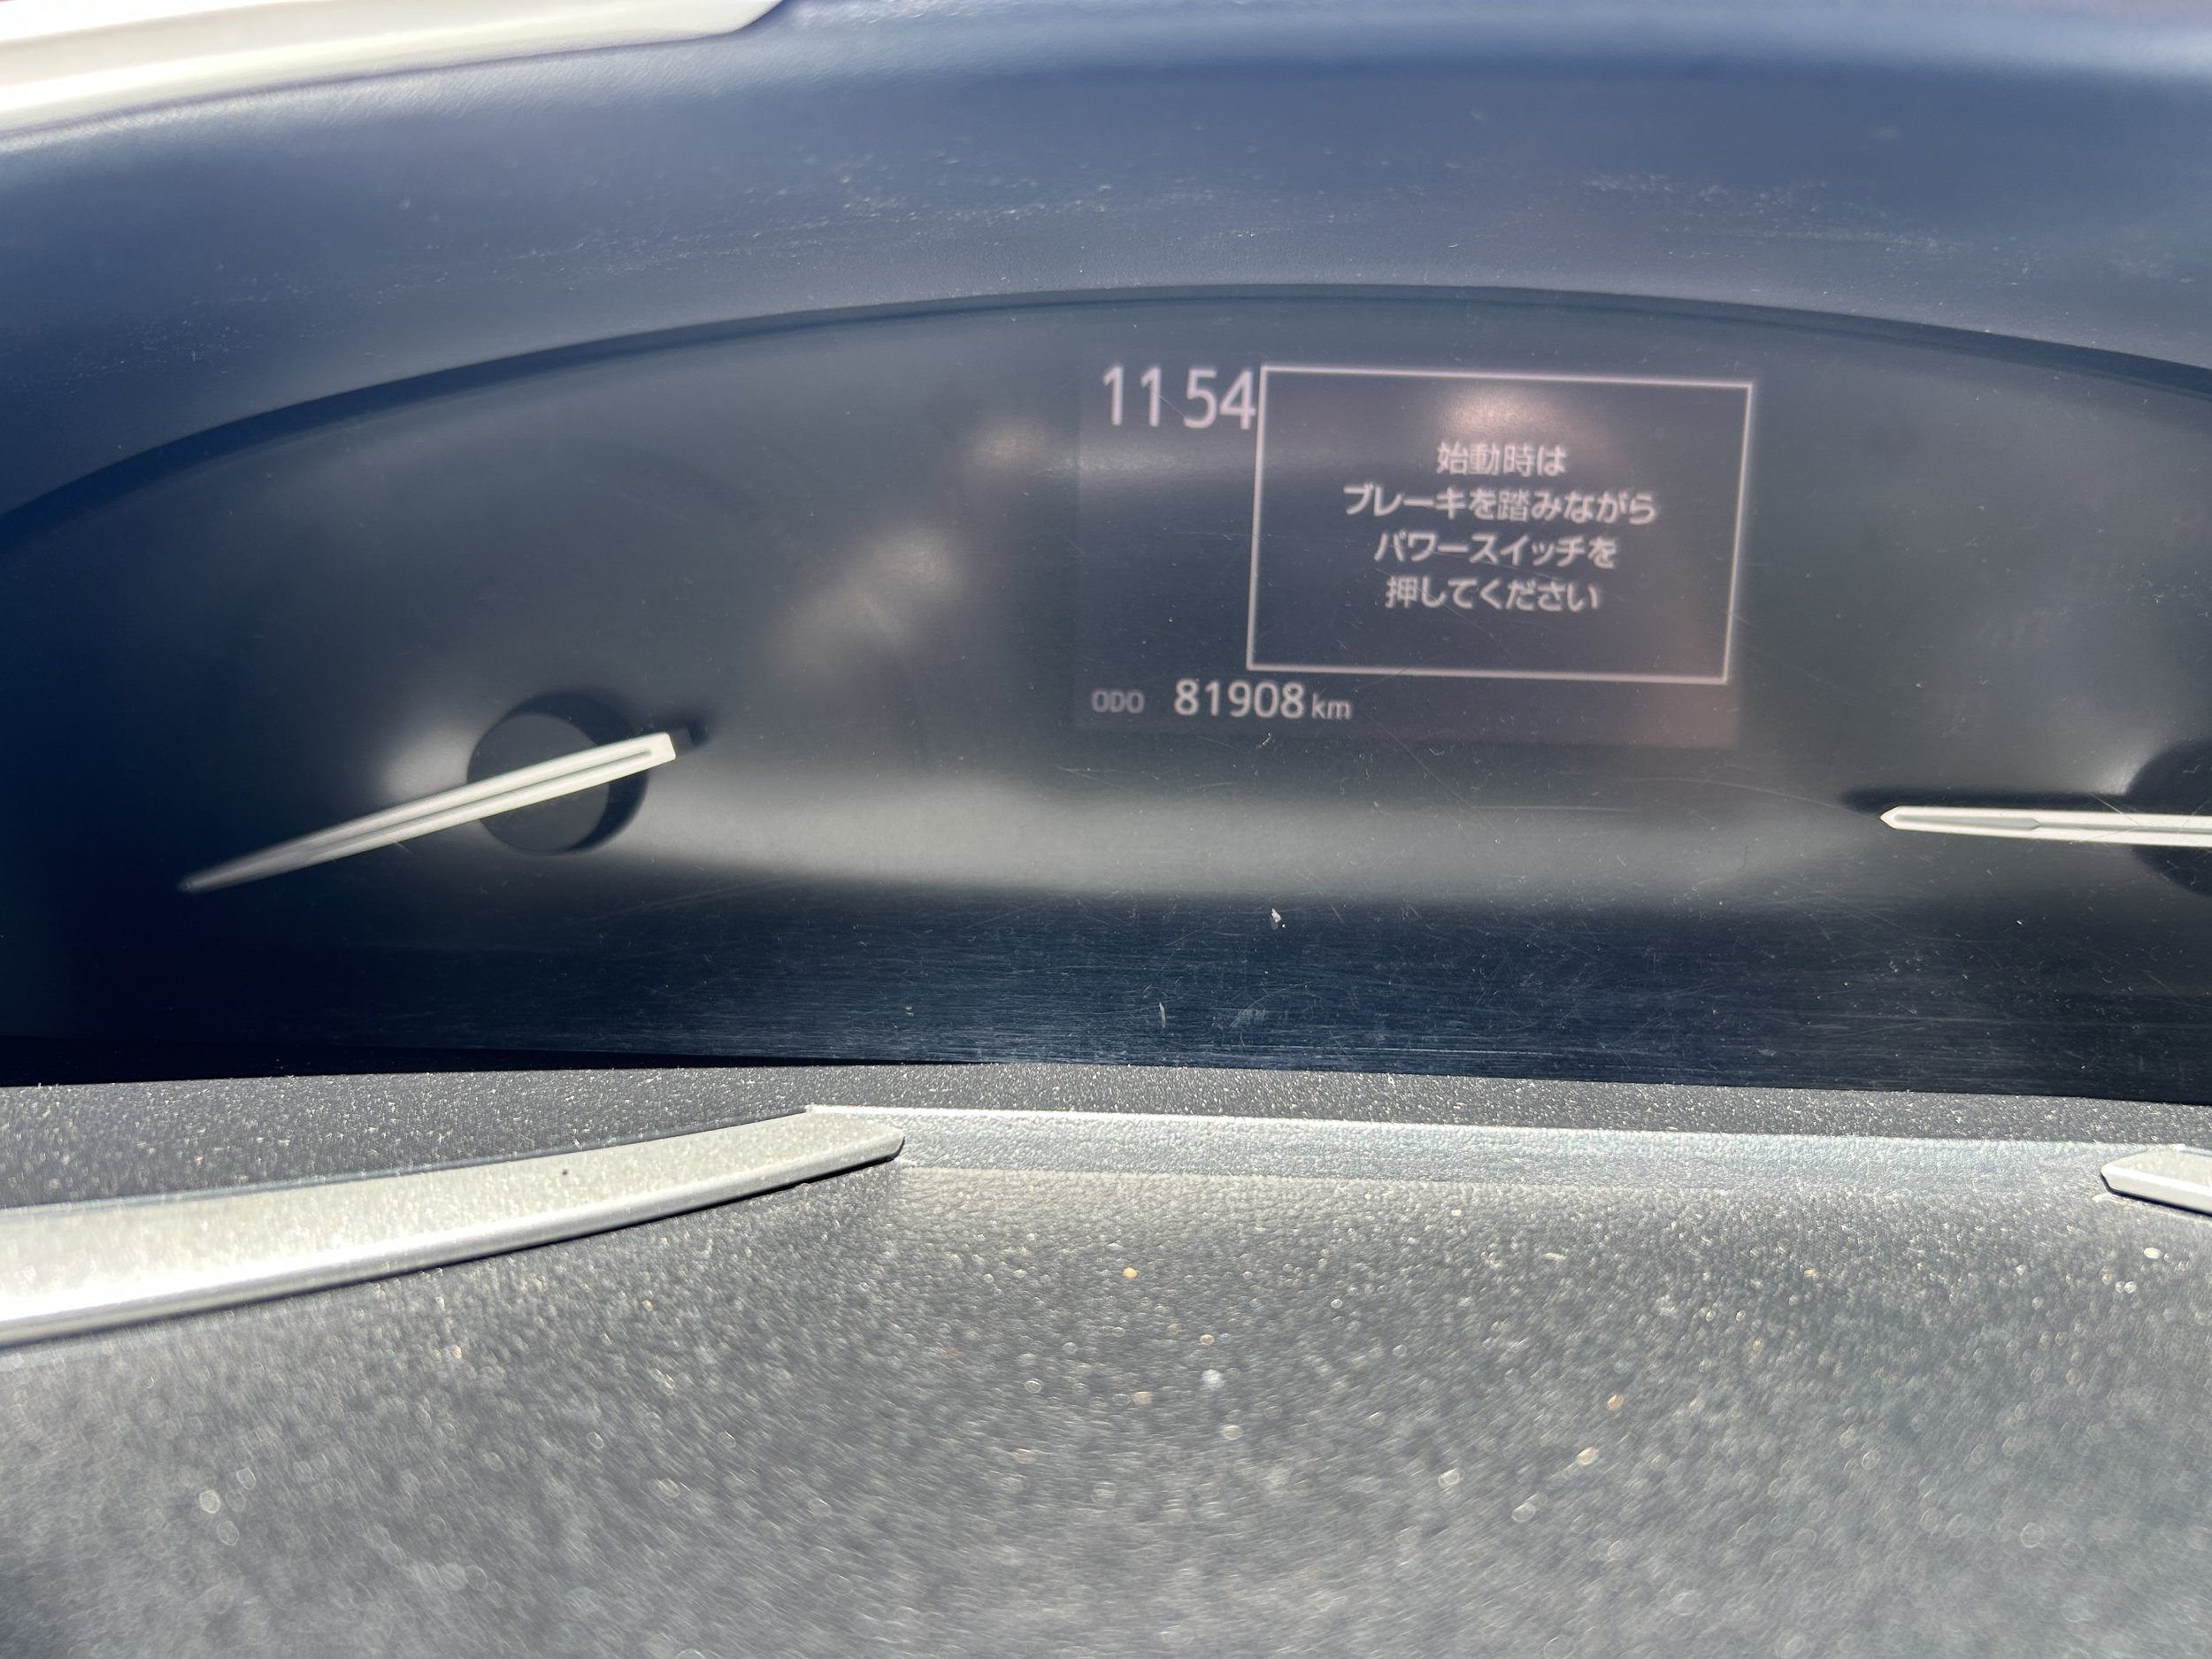 11 54
始動時は
ブレーキを踏みながら
パワースイッチを
押してください
ODO 81908 km